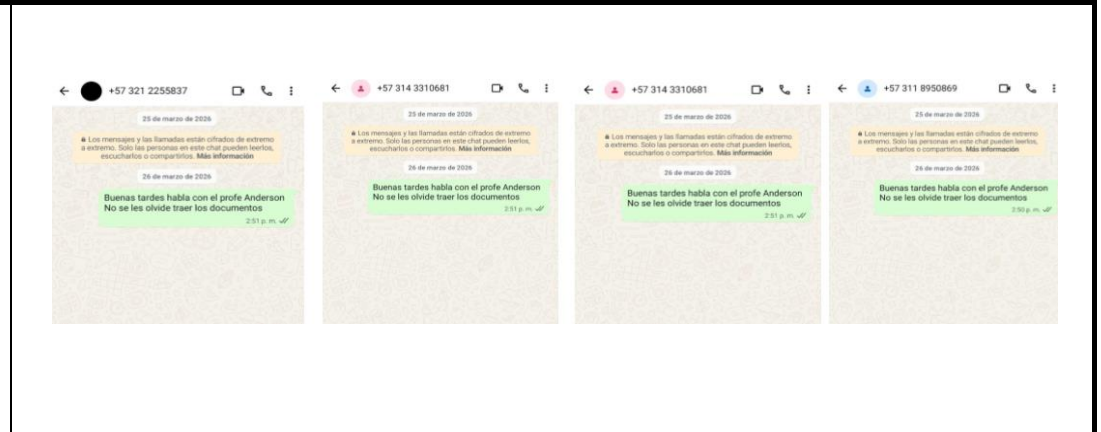 +57 321 2255837
25 de marzo de 2026
Los mensajes y las llamadas están cifrados de extremo
a extremo. Solo las personas en este chat pueden leerlos,
escucharlos o compartirlos. Más información
26 de marzo de 2026
Buenas tardes habla con el profe Anderson
No se les olvide traer los documentos
2:51 p. m.
+57 314 3310681
25 de marzo de 2026
Los mensajes y las llamadas están cifrados de extremo
a extremo. Solo las personas en este chat pueden leerlos,
escucharlos o compartirlos. Más información
26 de marzo de 2026
Buenas tardes habla con el profe Anderson
No se les olvide traer los documentos
2:51 p. m.
+57 314 3310681
25 de marzo de 2026
Los mensajes y las llamadas están cifrados de extremo
a extremo. Solo las personas en este chat pueden leerlos,
escucharlos o compartirlos. Más información
26 de marzo de 2026
Buenas tardes habla con el profe Anderson
No se les olvide traer los documentos
2:51 p. m.
+57 311 8950869
25 de marzo de 2026
Los mensajes y las llamadas están cifrados de extremo
a extremo. Solo las personas en este chat pueden leerlos,
escucharlos o compartirlos. Más información
26 de marzo de 2026
Buenas tardes habla con el profe Anderson
No se les olvide traer los documentos
2:50 p. m.